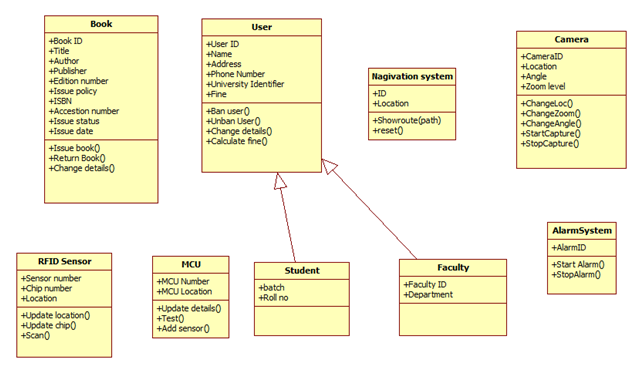 Book
+Book ID
+Title
+Author
+Publisher
+Edition number
+Issue policy
+ISBN
+Accestion number
+Issue status
+Issue date
+Issue book()
+Return Book()
+Change details()
User
+User ID
+Name
+Address
+Phone Number
+University Identifier
+Fine
+Ban user()
+Unban User()
+Change details()
+Calculate fine()
Nagivation system
+ID
+Location
+Showroute(path)
+reset()
Camera
+CameraID
+Location
+Angle
+Zoom level
+ChangeLoc()
+ChangeZoom()
+ChangeAngle()
+StartCapture()
+StopCapture()
RFID Sensor
+Sensor number
+Chip number
+Location
+Update location()
+Update chip()
+Scan()
MCU
+MCU Number
+MCU Location
+Update details()
+Test()
+Add sensor()
Student
+batch
+Roll no
Faculty
+Faculty ID
+Department
AlarmSystem
+AlarmID
+Start Alarm()
+StopAlarm()